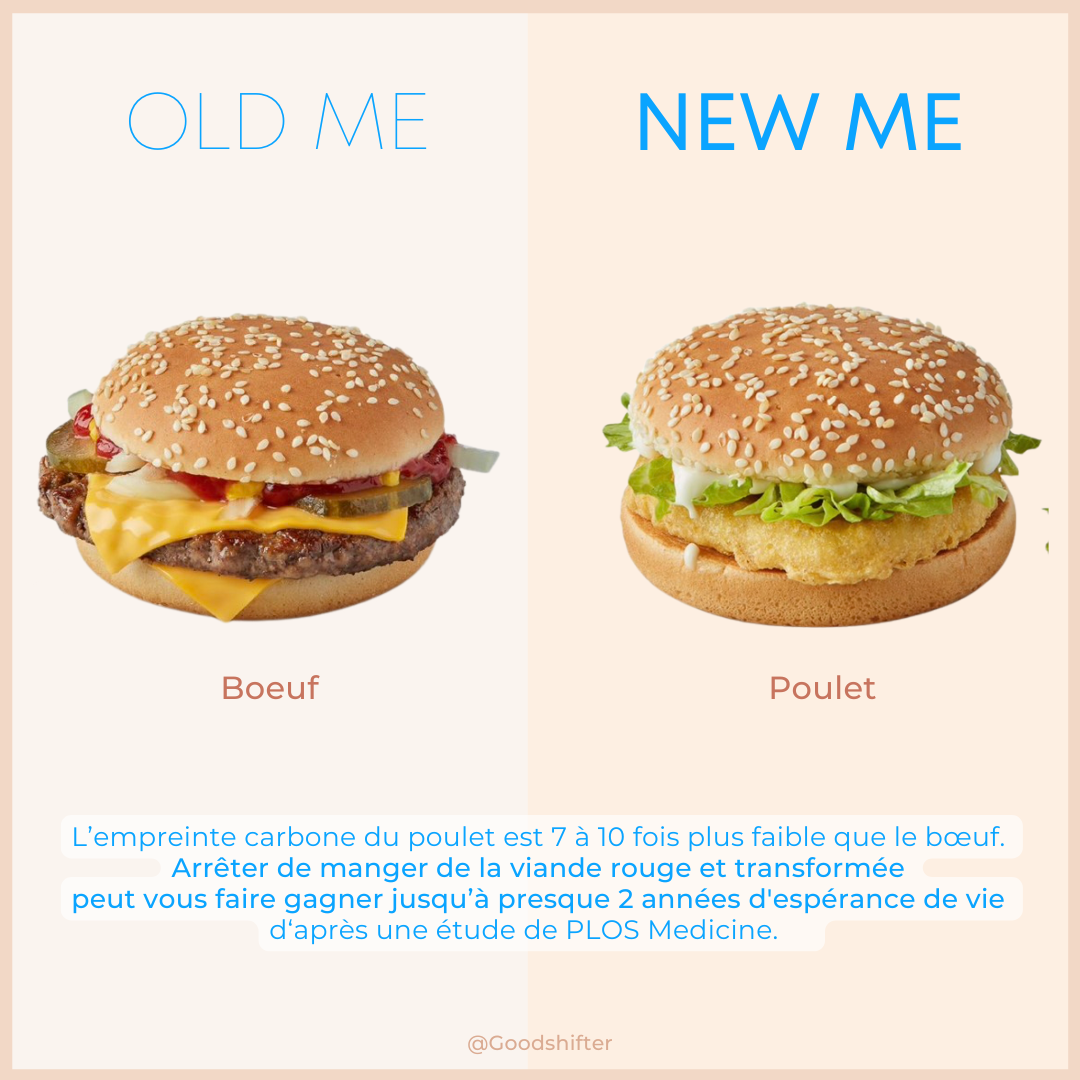 OLD ME
NEW ME
Boeuf
Poulet
L’empreinte carbone du poulet est 7 à 10 fois plus faible que le bœuf.
Arrêter de manger de la viande rouge et transformée
peut vous faire gagner jusqu’à presque 2 années d'espérance de vie
d‘après une étude de PLOS Medicine.
@Goodshifter